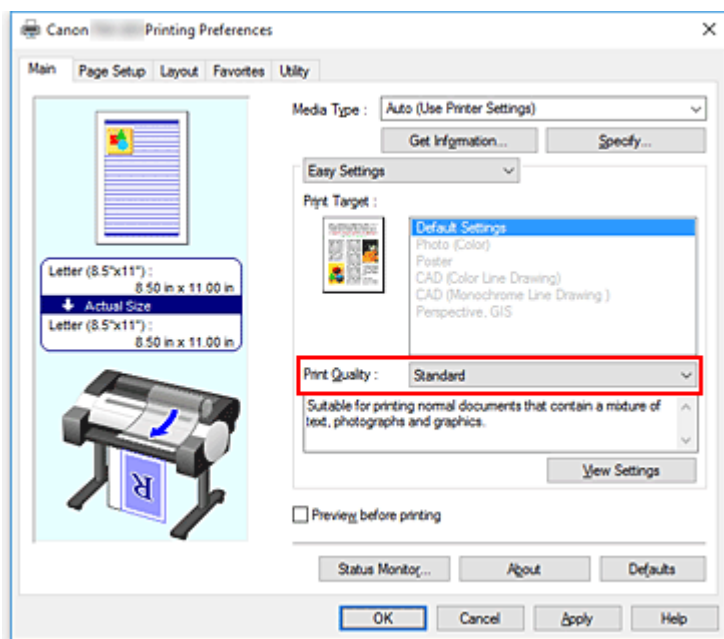 Canon Printing Preferences
Main Page Setup Layout Favorites Utility
Media Type : Auto (Use Printer Settings)
Get Information... Specify...
Easy Settings
Print Target :
Default Settings
Photo (Color)
Poster
CAD (Color Line Drawing)
CAD (Monochrome Line Drawing )
Perspective, GIS
Letter (8.5"x11") :
8.50 in x 11.00 in
Actual Size
Letter (8.5"x11") :
8.50 in x 11.00 in
Print Quality : Standard
Suitable for printing normal documents that contain a mixture of
text, photographs and graphics.
R
View Settings
Preview before printing
Status Monitor... About Defaults
OK Cancel Apply Help